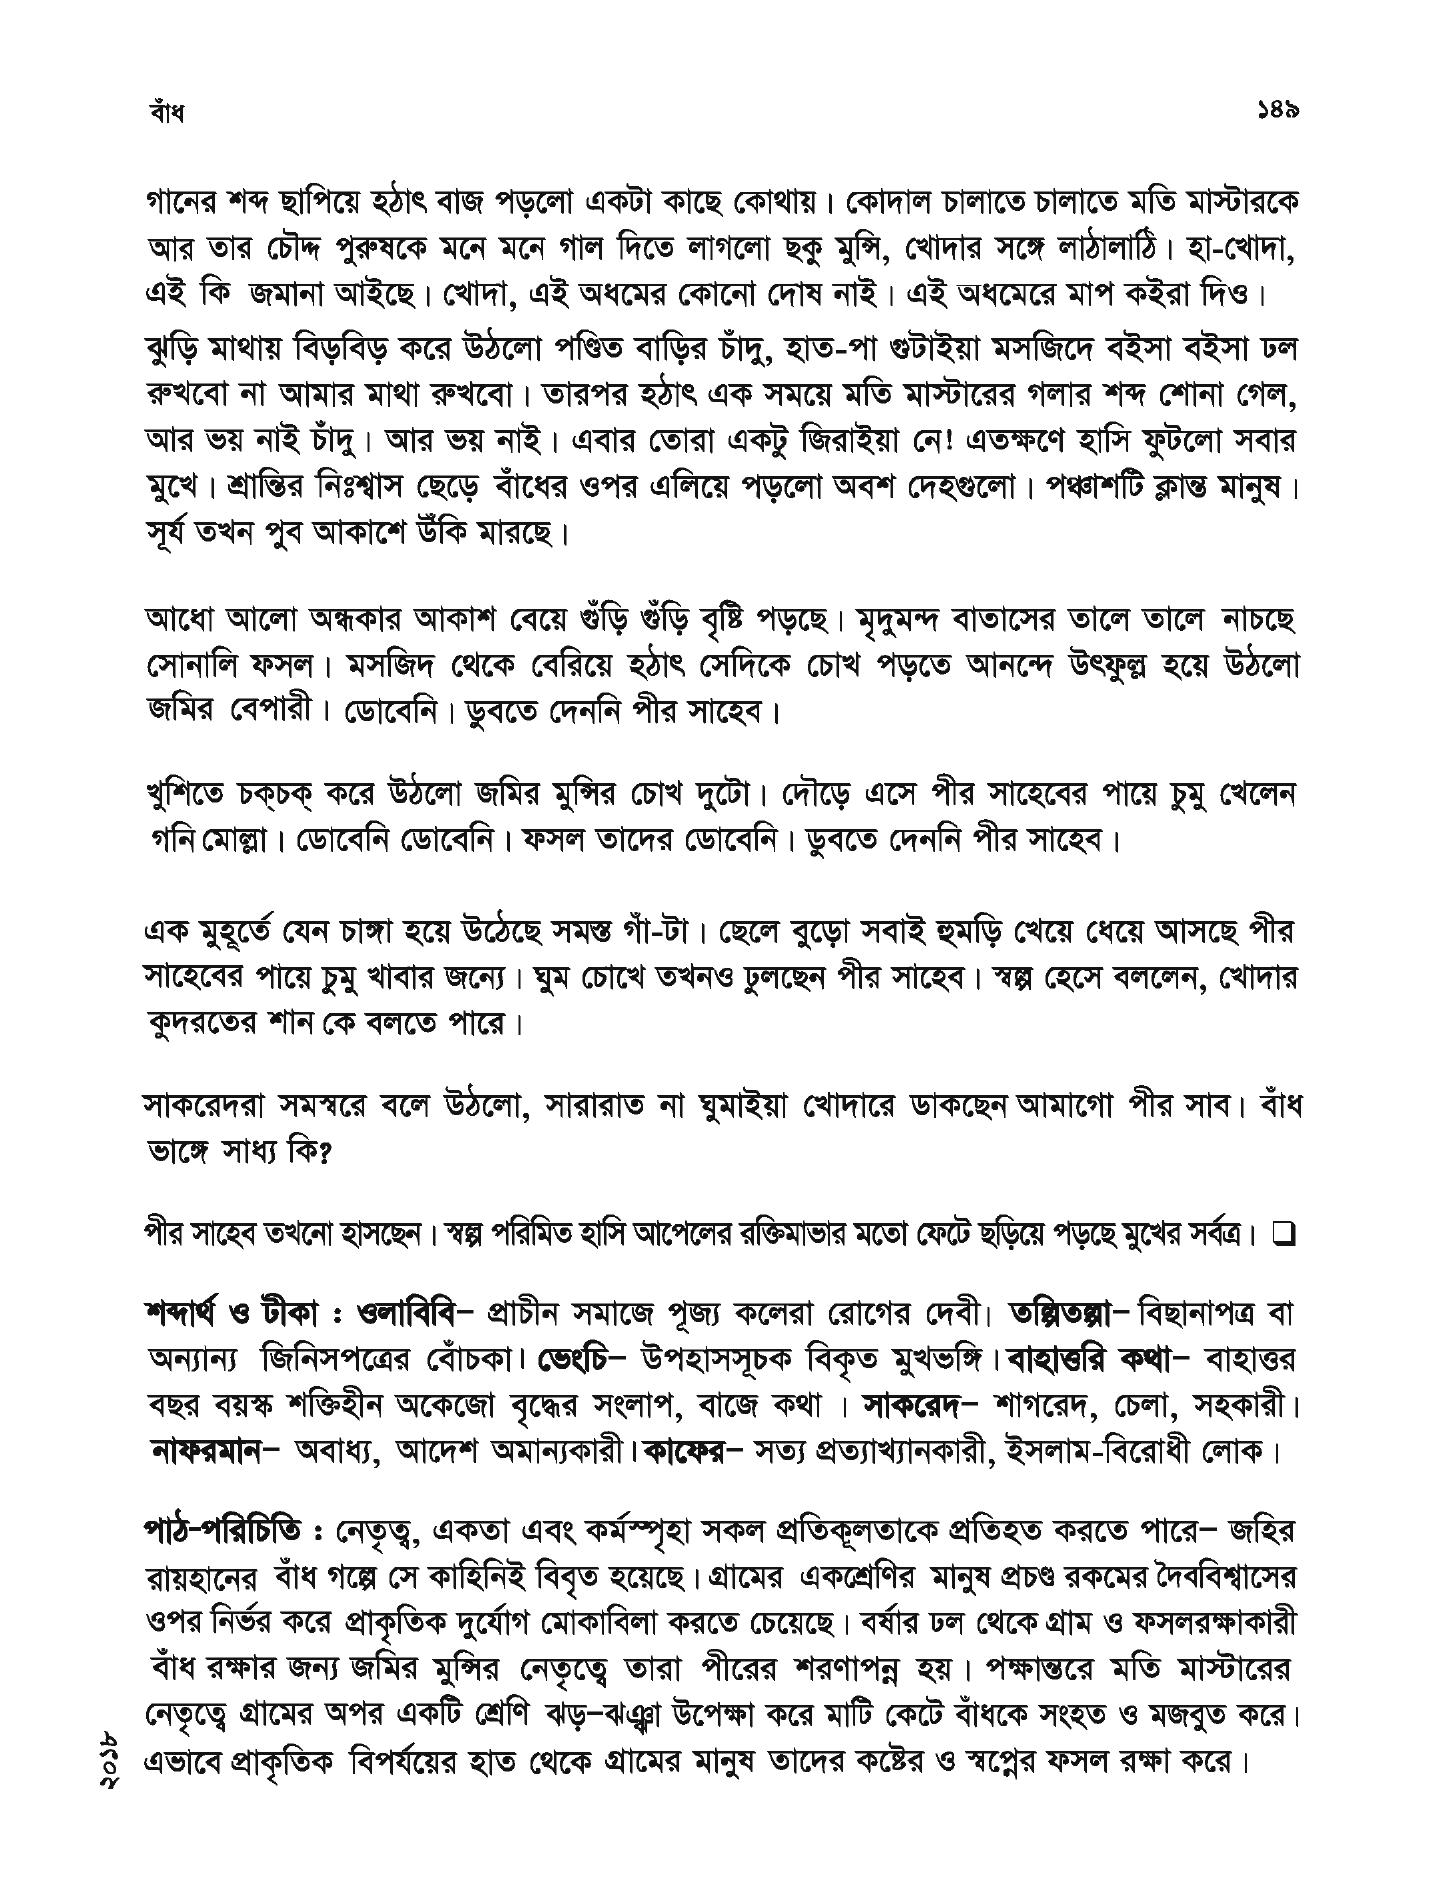 বাঁধ
১৪৯
গানের শব্দ ছাপিয়ে হঠাৎ বাজ পড়লো একটা কাছে কোথায়। কোদাল চালাতে চালাতে মতি মাস্টারকে
আর তার চৌদ্দ পুরুষকে মনে মনে গাল দিতে লাগলো ছকু মুন্সি, খোদার সঙ্গে লাঠালাঠি। হা-খোদা,
এই কি জমানা আইছে। খোদা, এই অধমের কোনো দোষ নাই। এই অধমেরে মাপ কইরা দিও।
ঝুড়ি মাথায় বিড়বিড় করে উঠলো পণ্ডিত বাড়ির চাঁদু, হাত-পা গুটাইয়া মসজিদে বইসা বইসা ঢল
রুখবো না আমার মাথা রুখবো। তারপর হঠাৎ এক সময়ে মতি মাস্টারের গলার শব্দ শোনা গেল,
আর ভয় নাই চাঁদু। আর ভয় নাই। এবার তোরা একটু জিরাইয়া নে! এতক্ষণে হাসি ফুটলো সবার
মুখে। শ্রান্তির নিঃশ্বাস ছেড়ে বাঁধের ওপর এলিয়ে পড়লো অবশ দেহগুলো। পঞ্চাশটি ক্লান্ত মানুষ।
সূর্য তখন পুব আকাশে উঁকি মারছে।
আধো আলো অন্ধকার আকাশ বেয়ে গুঁড়ি গুঁড়ি বৃষ্টি পড়ছে। মৃদুমন্দ বাতাসের তালে তালে নাচছে
সোনালি ফসল। মসজিদ থেকে বেরিয়ে হঠাৎ সেদিকে চোখ পড়তে আনন্দে উৎফুল্ল হয়ে উঠলো
জমির বেপারী। ডোবেনি। ডুবতে দেননি পীর সাহেব।
খুশিতে চক্‌চক্ করে উঠলো জমির মুন্সির চোখ দুটো। দৌড়ে এসে পীর সাহেবের পায়ে চুমু খেলেন
গনি মোল্লা। ডোবেনি ডোবেনি। ফসল তাদের ডোবেনি। ডুবতে দেননি পীর সাহেব।
এক মুহূর্তে যেন চাঙ্গা হয়ে উঠেছে সমস্ত গাঁ-টা। ছেলে বুড়ো সবাই হুমড়ি খেয়ে ধেয়ে আসছে পীর
সাহেবের পায়ে চুমু খাবার জন্যে। ঘুম চোখে তখনও ঢুলছেন পীর সাহেব। স্বল্প হেসে বললেন, খোদার
কুদরতের শান কে বলতে পারে।
সাকরেদরা সমস্বরে বলে উঠলো, সারারাত না ঘুমাইয়া খোদারে ডাকছেন আমাগো পীর সাব। বাঁধ
ভাঙ্গে সাধ্য কি?
পীর সাহেব তখনো হাসছেন। স্বল্প পরিমিত হাসি আপেলের রক্তিমাভার মতো ফেটে ছড়িয়ে পড়ছে মুখের সর্বত্র। ❏
শব্দার্থ ও টীকা : ওলাবিবি– প্রাচীন সমাজে পূজ্য কলেরা রোগের দেবী। তল্পিতল্পা– বিছানাপত্র বা
অন্যান্য জিনিসপত্রের বোঁচকা। ভেংচি– উপহাসসূচক বিকৃত মুখভঙ্গি। বাহাত্তরি কথা– বাহাত্তর
বছর বয়স্ক শক্তিহীন অকেজো বৃদ্ধের সংলাপ, বাজে কথা । সাকরেদ– শাগরেদ, চেলা, সহকারী।
নাফরমান– অবাধ্য, আদেশ অমান্যকারী। কাফের– সত্য প্রত্যাখ্যানকারী, ইসলাম-বিরোধী লোক।
পাঠ-পরিচিতি : নেতৃত্ব, একতা এবং কর্মস্পৃহা সকল প্রতিকূলতাকে প্রতিহত করতে পারে– জহির
রায়হানের বাঁধ গল্পে সে কাহিনিই বিবৃত হয়েছে। গ্রামের একশ্রেণির মানুষ প্রচণ্ড রকমের দৈববিশ্বাসের
ওপর নির্ভর করে প্রাকৃতিক দুর্যোগ মোকাবিলা করতে চেয়েছে। বর্ষার ঢল থেকে গ্রাম ও ফসলরক্ষাকারী
বাঁধ রক্ষার জন্য জমির মুন্সির নেতৃত্বে তারা পীরের শরণাপন্ন হয়। পক্ষান্তরে মতি মাস্টারের
নেতৃত্বে গ্রামের অপর একটি শ্রেণি ঝড়–ঝঞ্ঝা উপেক্ষা করে মাটি কেটে বাঁধকে সংহত ও মজবুত করে।
এভাবে প্রাকৃতিক বিপর্যয়ের হাত থেকে গ্রামের মানুষ তাদের কষ্টের ও স্বপ্নের ফসল রক্ষা করে।
২০১৮